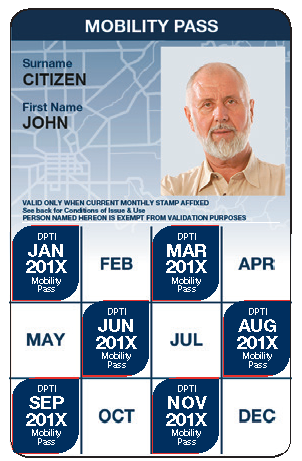 MOBILITY PASS
Surname
CITIZEN
First Name
JOHN
VALID ONLY WHEN CURRENT MONTHLY STAMP AFFIXED
See back for Conditions of Issue & Use
PERSON NAMED HEREON IS EXEMPT FROM VALIDATION PURPOSES
DPTI
JAN
201X
Mobility
Pass
FEB
DPTI
MAR
201X
Mobility
Pass
APR
MAY
DPTI
JUN
201X
Mobility
Pass
JUL
DPTI
AUG
201X
Mobility
Pass
DPTI
SEP
201X
Mobility
Pass
OCT
DPTI
NOV
201X
Mobility
Pass
DEC